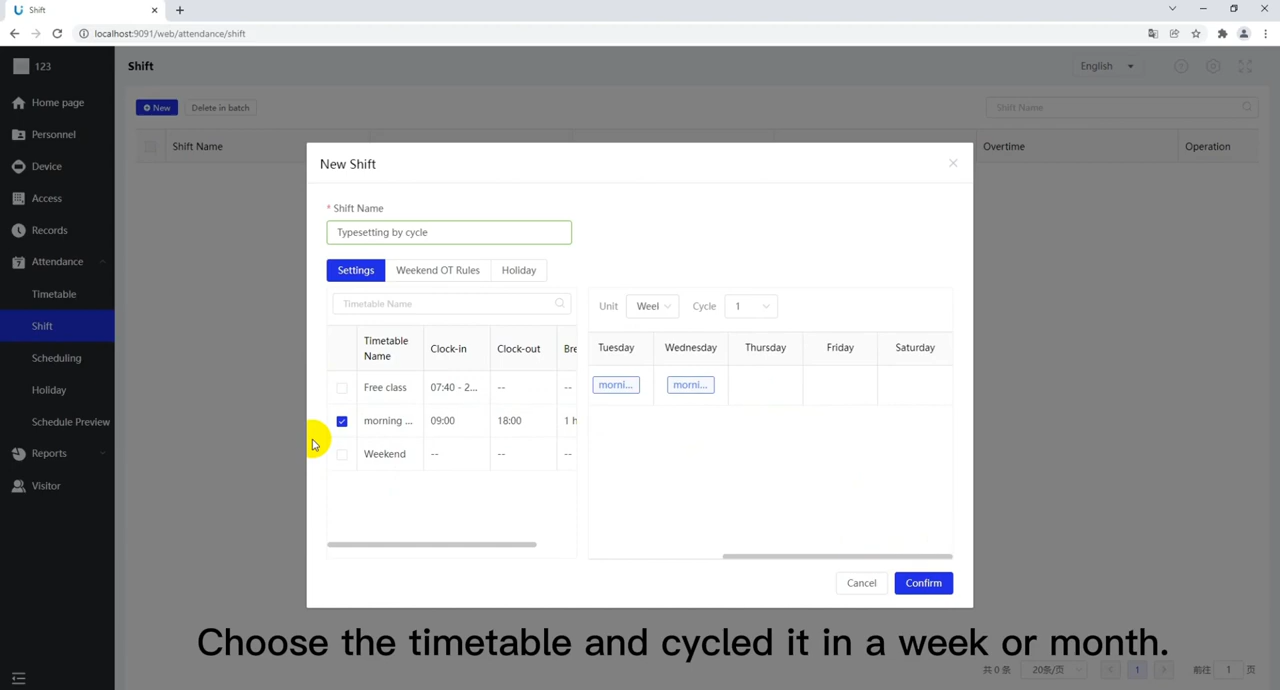 Shift
localhost:9091/web/attendance/shift
123
Shift
English
Home page
Personnel
Device
Access
Records
Attendance
Timetable
Shift
Scheduling
Holiday
Schedule Preview
Reports
Visitor
New
Delete in batch
Shift Name
Shift Name
Overtime
Operation
New Shift
* Shift Name
Typesetting by cycle
Settings
Weekend OT Rules
Holiday
Timetable Name
Timetable Name
Clock-in
Clock-out
Bre
Free class
07:40 - 2...
--
--
morning ...
09:00
18:00
1 h
Weekend
--
--
--
Unit
Weel
Cycle
1
Tuesday
Wednesday
Thursday
Friday
Saturday
morni...
morni...
Cancel
Confirm
Choose the timetable and cycled it in a week or month.
共 0 条
20条/页
1
前往
1
页